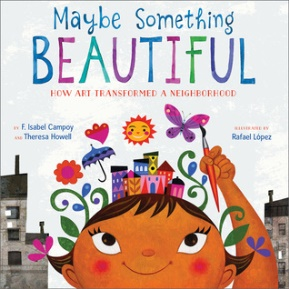 Maybe Something
BEAUTIFUL
HOW ART TRANSFORMED A NEIGHBORHOOD
BY F. Isabel Campoy
AND Theresa Howell
ILLUSTRATED BY
Rafael López